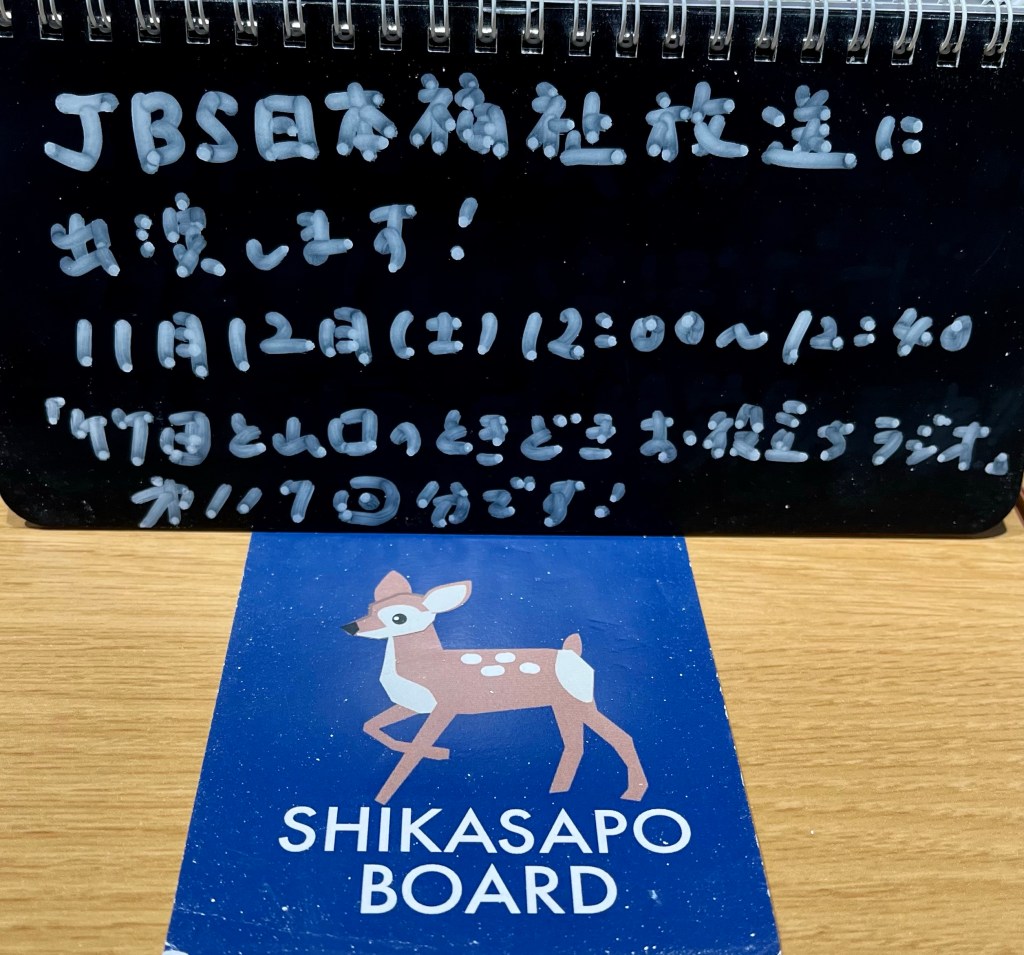 JBS日本福祉放送に
出演します!
11月12日(土) 12:00〜12:40
「竹田と山口のときどきお役立ちラジオ」
第117回分です!
SHIKASAPO
BOARD